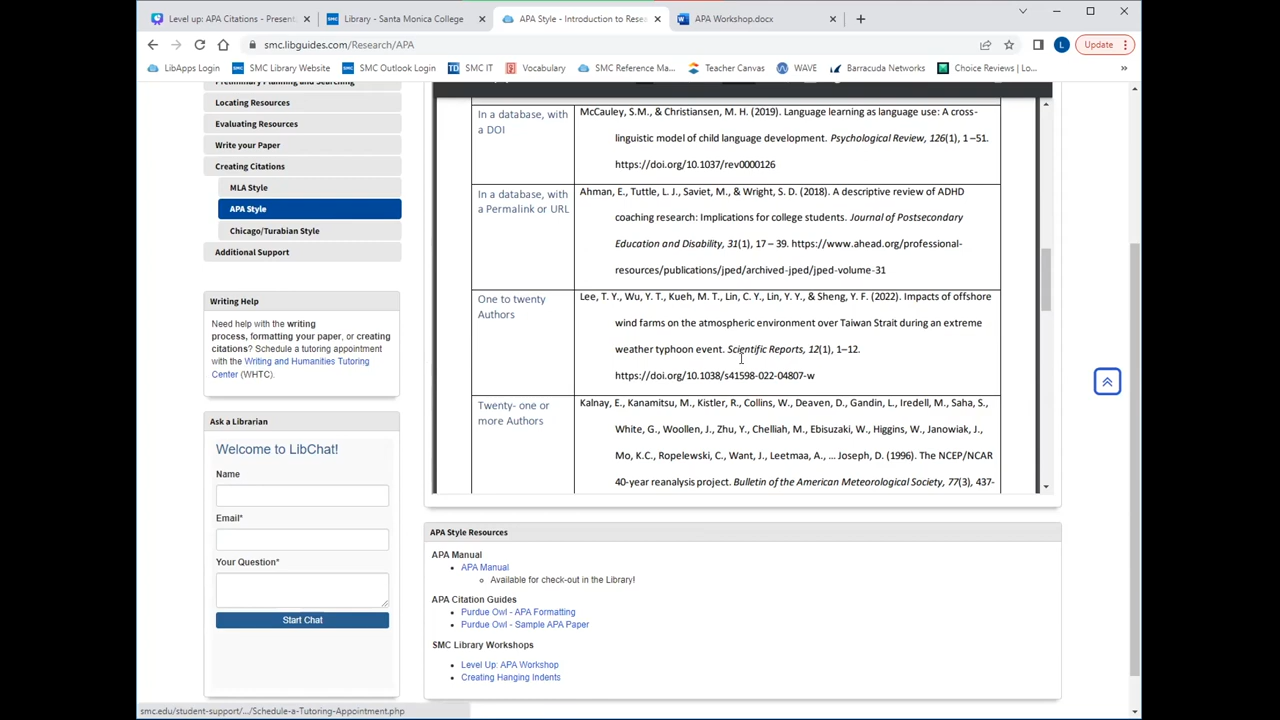 Level up: APA Citations - Present
Library - Santa Monica College
APA Style - Introduction to Rese
APA Workshop.docx
smc.libguides.com/Research/APA
L
Update
LibApps Login
SMC Library Website
SMC Outlook Login
TD SMC IT
Vocabulary
SMC Reference Ma...
Teacher Canvas
WAVE
Barracuda Networks
Choice Reviews | Lo...
Preliminary Planning and Searching
Locating Resources
Evaluating Resources
Write your Paper
Creating Citations
MLA Style
APA Style
Chicago/Turabian Style
Additional Support
Writing Help
Need help with the writing
process, formatting your paper, or creating
citations? Schedule a tutoring appointment
with the Writing and Humanities Tutoring
Center (WHTC).
Ask a Librarian
Welcome to LibChat!
Name
Email*
Your Question*
Start Chat
In a database, with
a DOI
McCauley, S.M., & Christiansen, M. H. (2019). Language learning as language use: A cross-
linguistic model of child language development. Psychological Review, 126(1), 1 –51.
https://doi.org/10.1037/rev0000126
In a database, with
a Permalink or URL
Ahman, E., Tuttle, L. J., Saviet, M., & Wright, S. D. (2018). A descriptive review of ADHD
coaching research: Implications for college students. Journal of Postsecondary
Education and Disability, 31(1), 17 – 39. https://www.ahead.org/professional-
resources/publications/jped/archived-jped/jped-volume-31
One to twenty
Authors
Lee, T. Y., Wu, Y. T., Kueh, M. T., Lin, C. Y., Lin, Y. Y., & Sheng, Y. F. (2022). Impacts of offshore
wind farms on the atmospheric environment over Taiwan Strait during an extreme
weather typhoon event. Scientific Reports, 12(1), 1–12.
https://doi.org/10.1038/s41598-022-04807-w
Twenty- one or
more Authors
Kalnay, E., Kanamitsu, M., Kistler, R., Collins, W., Deaven, D., Gandin, L., Iredell, M., Saha, S.,
White, G., Woollen, J., Zhu, Y., Chelliah, M., Ebisuzaki, W., Higgins, W., Janowiak, J.,
Mo, K.C., Ropelewski, C., Want, J., Leetmaa, A., ... Joseph, D. (1996). The NCEP/NCAR
40-year reanalysis project. Bulletin of the American Meteorological Society, 77(3), 437-
APA Style Resources
APA Manual
APA Manual
Available for check-out in the Library!
APA Citation Guides
Purdue Owl - APA Formatting
Purdue Owl - Sample APA Paper
SMC Library Workshops
Level Up: APA Workshop
Creating Hanging Indents
smc.edu/student-support/.../Schedule-a-Tutoring-Appointment.php